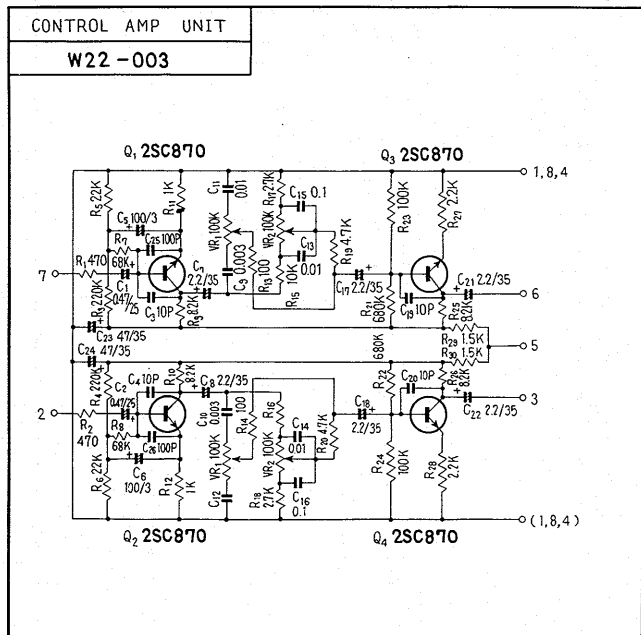 CONTROL AMP UNIT
W22-003
Q1 2SC870
Q3 2SC870
1,8,4
R5 22K
R11 1K
C11 0.01
R17 2.7K
C15 0.1
R23 100K
R27 2.2K
C5 100/3
R7 68K
C25 100P
VR1 100K
VR2 100K
R19 4.7K
C13 0.01
7
R1 470
C1 0.47/25
C3 10P
C7 2.2/35
C9 0.003
R13 100
R15 10K
C17 2.2/35
C21 2.2/35
6
R3 220K
R9 8.2K
R21 680K
C19 10P
R25 8.2K
C23 47/35
R29 1.5K
5
C24 47/35
680K
R30 1.5K
R4 220K
C2 0.47/25
C4 10P
R10 8.2K
C8 2.2/35
C10 0.003
R14 100
R16
R20 4.7K
R22
C20 10P
R26 8.2K
2
R2 470
R8 68K
C26 100P
VR1 100K
C14 0.01
VR2 100K
C18 2.2/35
C22 2.2/35
3
R6 22K
C6 100/3
R12 1K
C12
R18 2.7K
C16 0.1
R24 100K
R28 2.2K
(1,8,4)
Q2 2SC870
Q4 2SC870